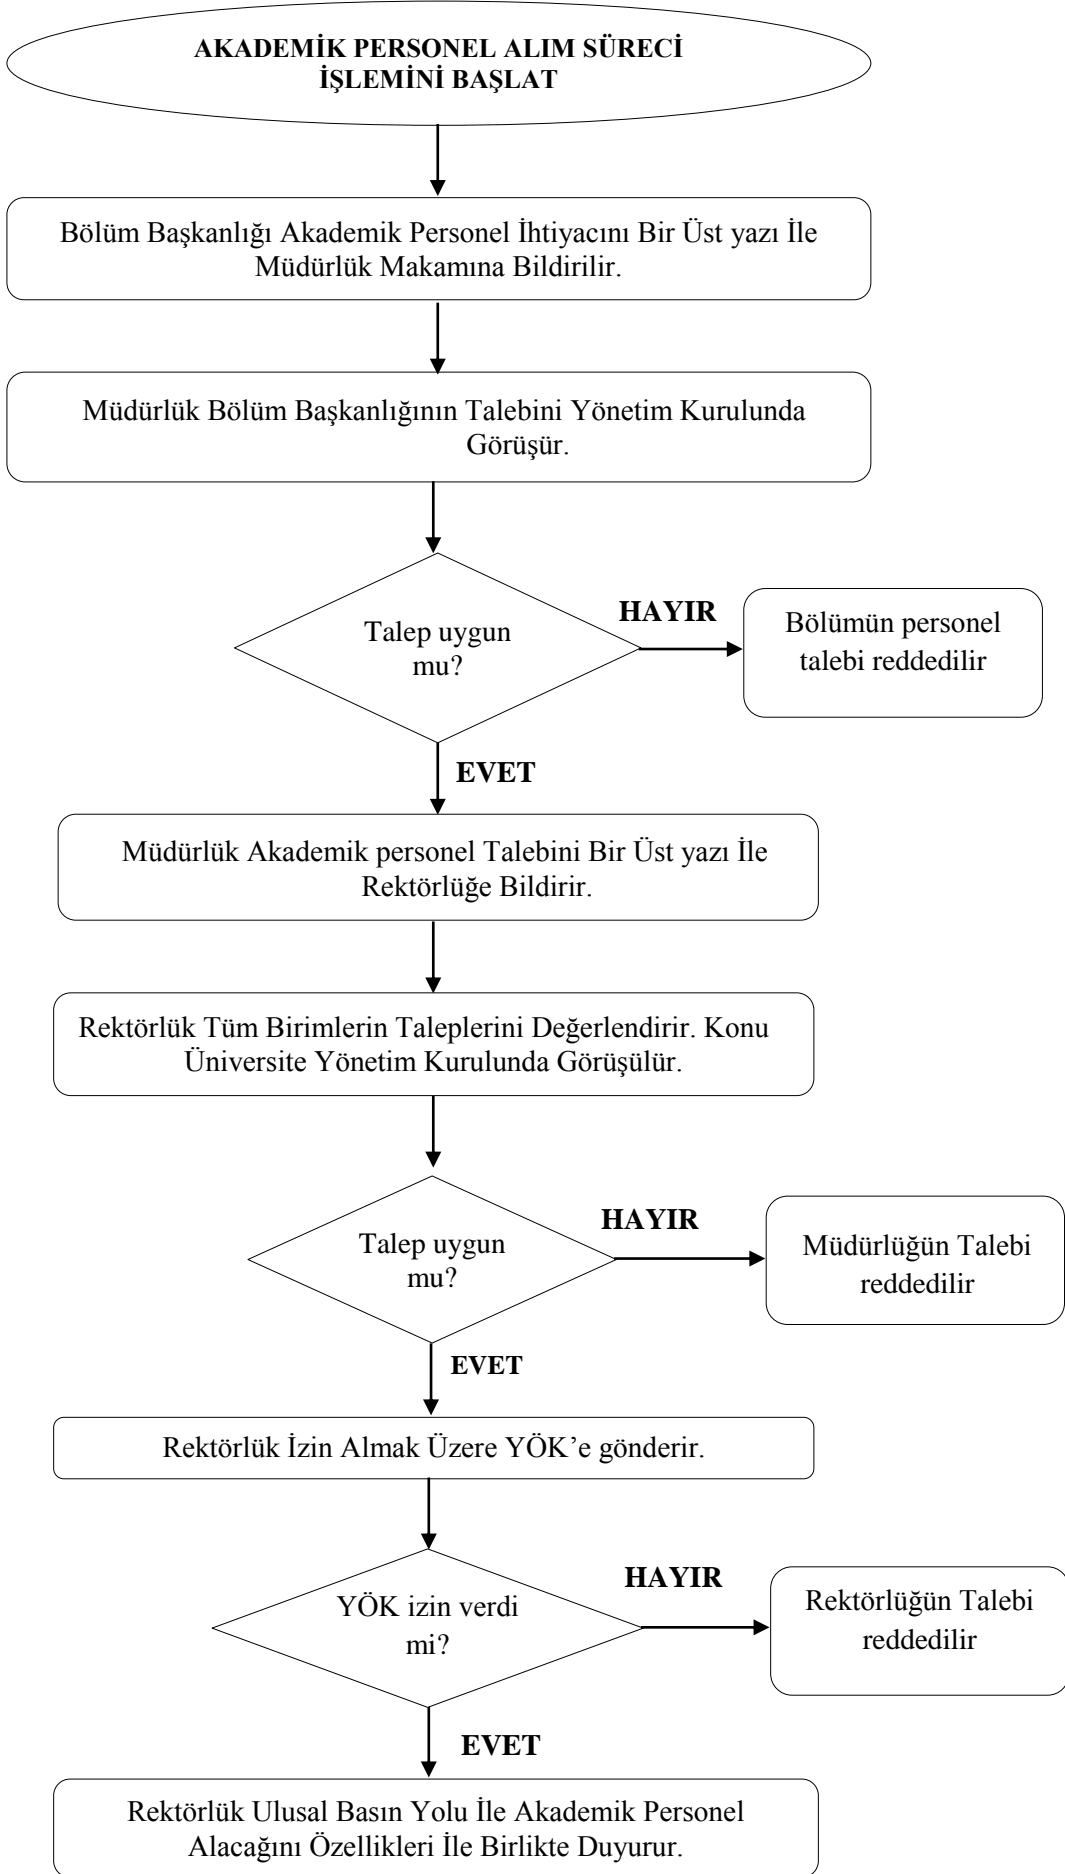 AKADEMİK PERSONEL ALIM SÜRECİ
İŞLEMİNİ BAŞLAT
Bölüm Başkanlığı Akademik Personel İhtiyacını Bir Üst yazı İle
Müdürlük Makamına Bildirilir.
Müdürlük Bölüm Başkanlığının Talebini Yönetim Kurulunda
Görüşür.
Talep uygun
mu?
HAYIR
Bölümün personel
talebi reddedilir
EVET
Müdürlük Akademik personel Talebini Bir Üst yazı İle
Rektörlüğe Bildirir.
Rektörlük Tüm Birimlerin Taleplerini Değerlendirir. Konu
Üniversite Yönetim Kurulunda Görüşülür.
Talep uygun
mu?
HAYIR
Müdürlüğün Talebi
reddedilir
EVET
Rektörlük İzin Almak Üzere YÖK’e gönderir.
YÖK izin verdi
mi?
HAYIR
Rektörlüğün Talebi
reddedilir
EVET
Rektörlük Ulusal Basın Yolu İle Akademik Personel
Alacağını Özellikleri İle Birlikte Duyurur.